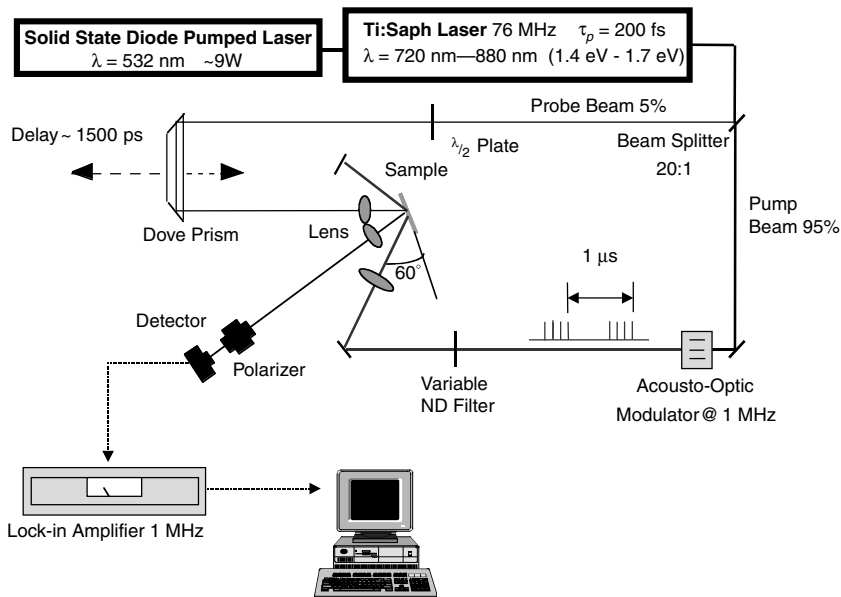 Solid State Diode Pumped Laser
λ = 532 nm ~9W
Ti:Saph Laser 76 MHz τp = 200 fs
λ = 720 nm—880 nm (1.4 eV - 1.7 eV)
Probe Beam 5%
Delay ~ 1500 ps
λ/2 Plate
Beam Splitter
20:1
Sample
Pump
Beam 95%
Dove Prism
Lens
60°
1 μs
Detector
Polarizer
Variable
ND Filter
Acousto-Optic
Modulator @ 1 MHz
Lock-in Amplifier 1 MHz